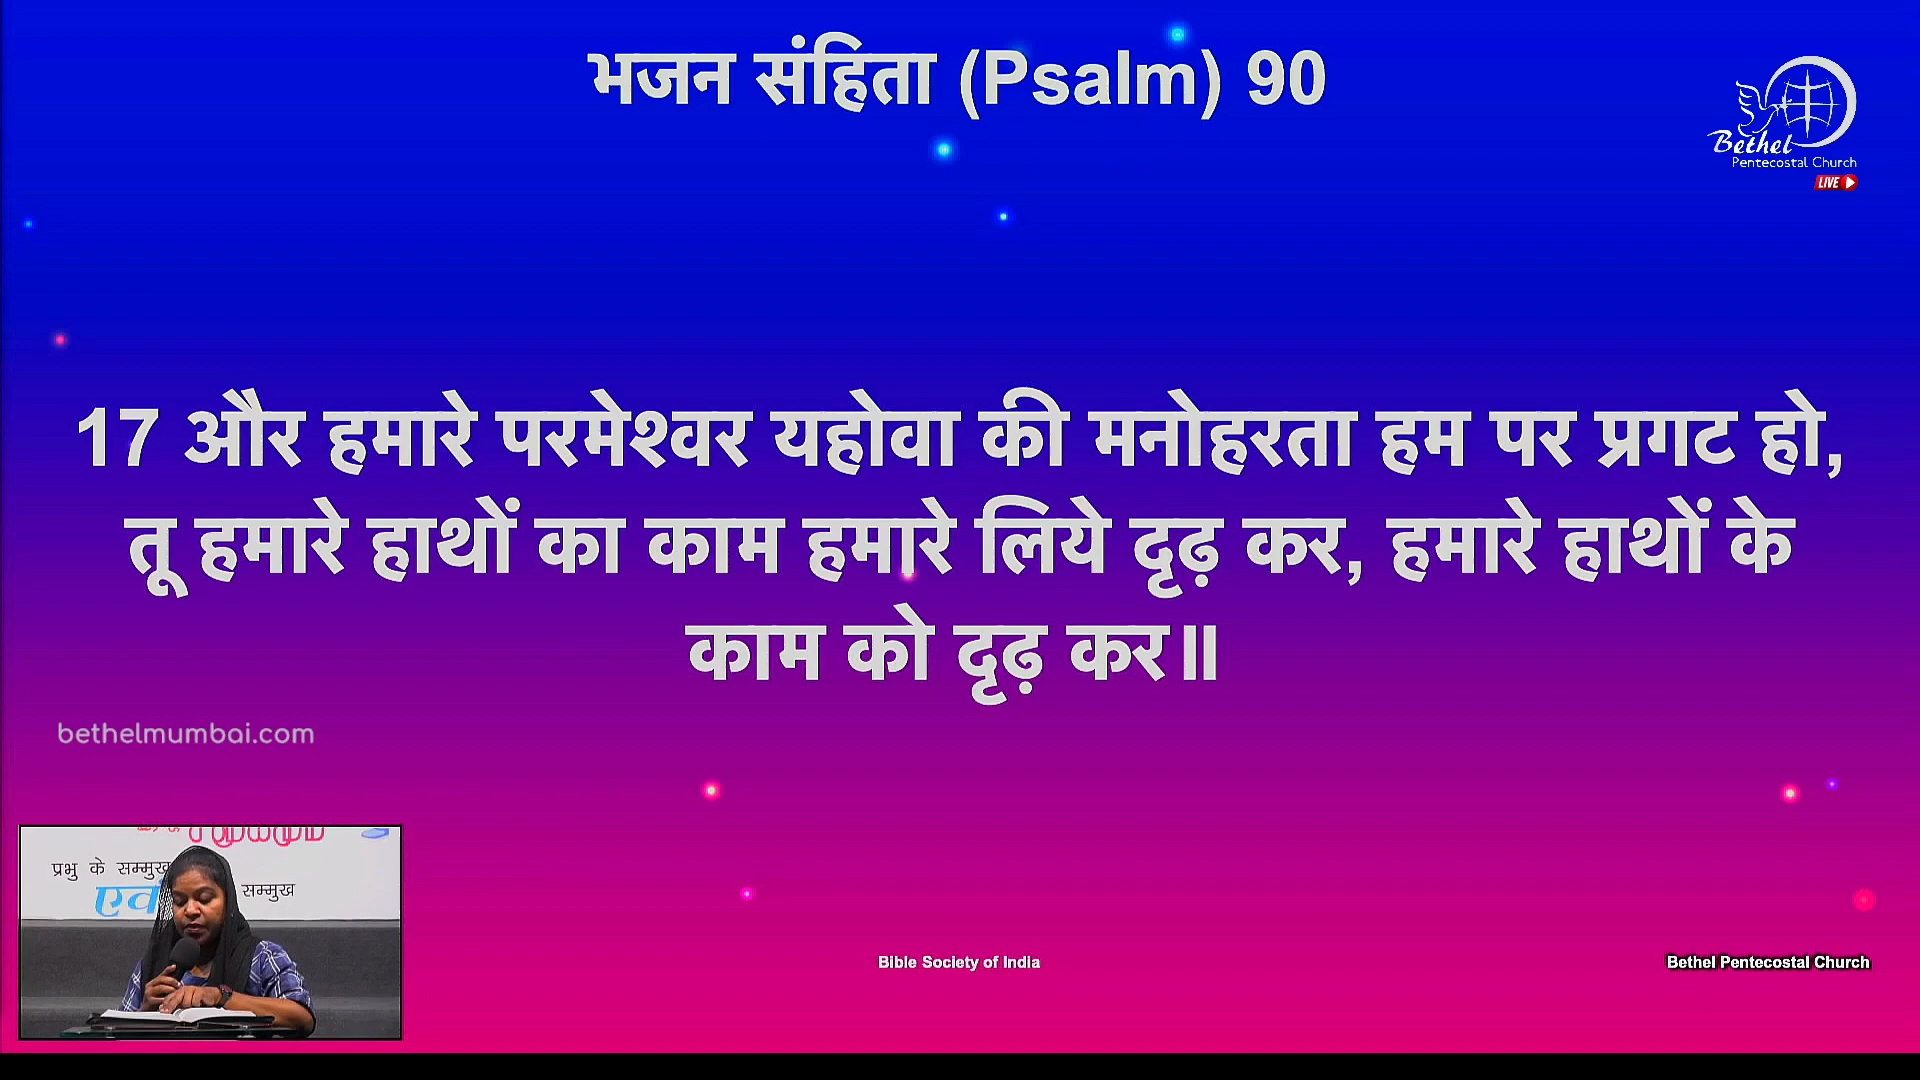 भजन संहिता (Psalm) 90
Bethel
Pentecostal Church
LIVE
17 और हमारे परमेश्वर यहोवा की मनोहरता हम पर प्रगट हो,
तू हमारे हाथों का काम हमारे लिये दृढ़ कर, हमारे हाथों के
काम को दृढ़ कर॥
bethelmumbai.com
प्रभु के सम्मुख
एवं
सम्मुख
Bible Society of India
Bethel Pentecostal Church